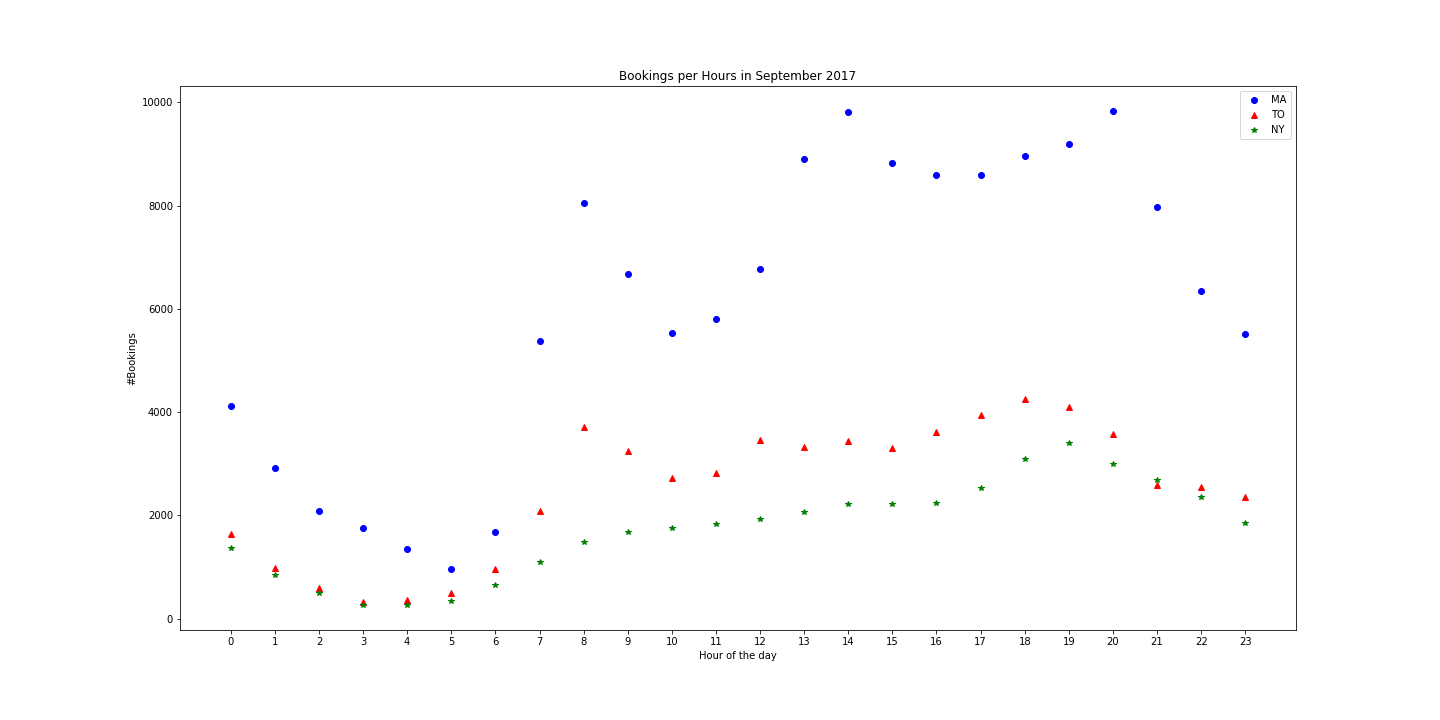 Bookings per Hours in September 2017
10000
8000
6000
4000
2000
0
#Bookings
MA
TO
NY
0 1 2 3 4 5 6 7 8 9 10 11 12 13 14 15 16 17 18 19 20 21 22 23
Hour of the day